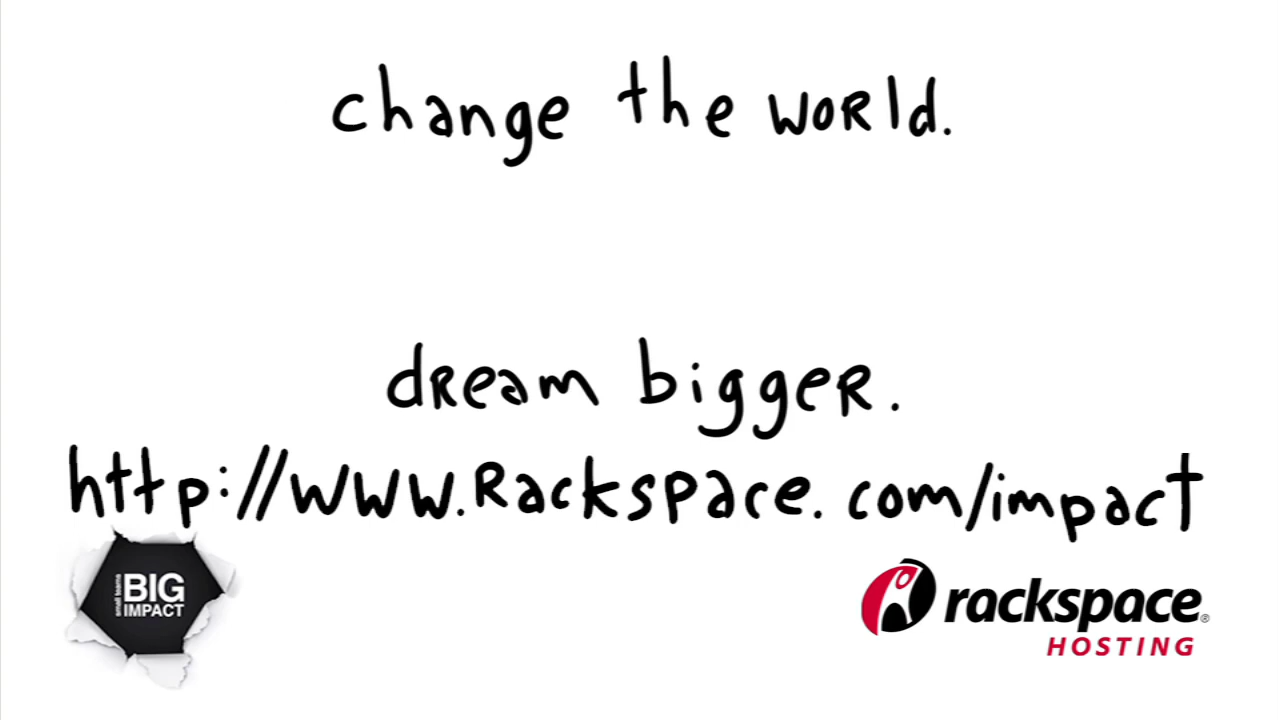 change the world.
dream bigger.
http://www.Rackspace.com/impact
small teams
BIG
IMPACT
rackspace®
HOSTING